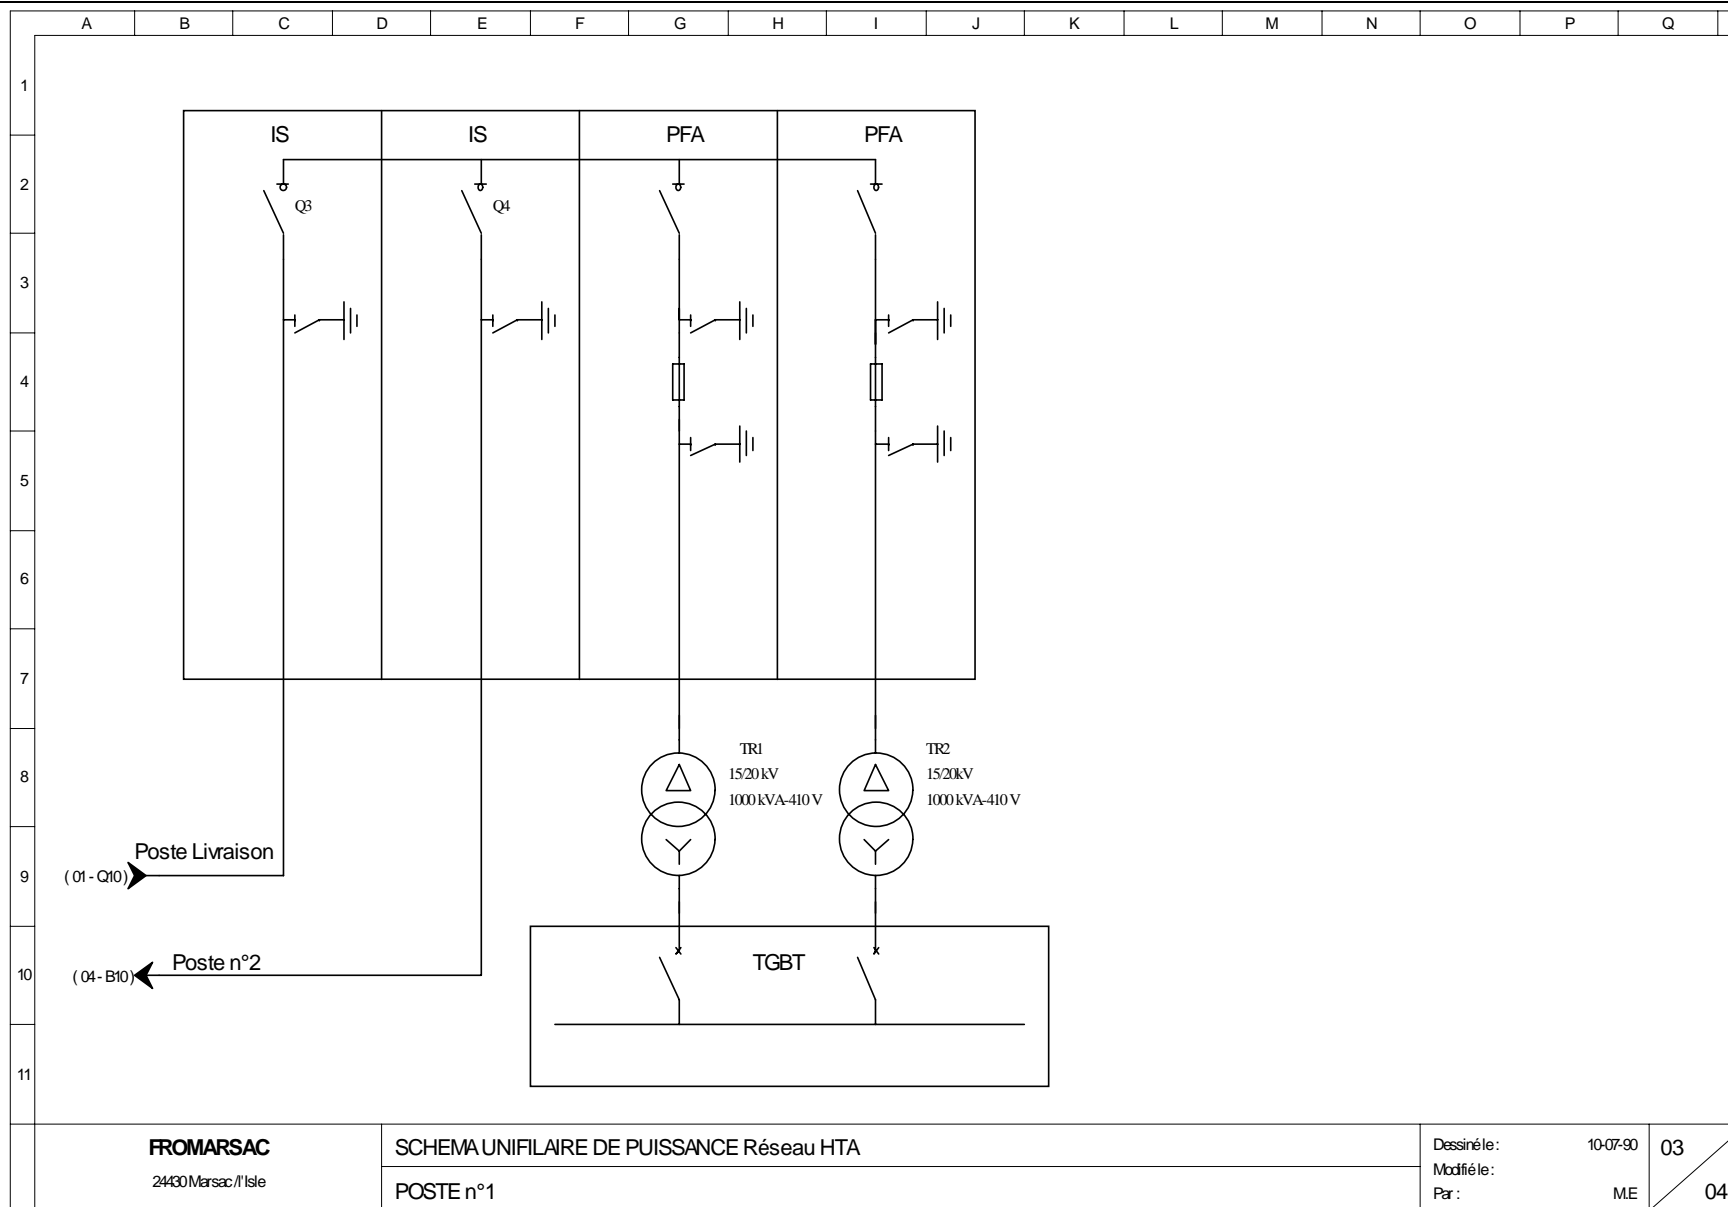 A B C D E F G H I J K L M N O P Q
1
IS IS PFA PFA
2
Q3 Q4
3
4
5
6
7
TR1 TR2
8
15/20 kV 15/20kV
1000 kVA-410 V 1000 kVA-410 V
Poste Livraison
9
( 01 - Q10)
Poste n°2 TGBT
10
( 04 - B10)
11
FROMARSAC
24430 Marsac /l'Isle
SCHEMA UNIFILAIRE DE PUISSANCE Réseau HTA
POSTE n°1
Dessiné le : 10-07-90
Modifié le :
Par : M.E
03
04